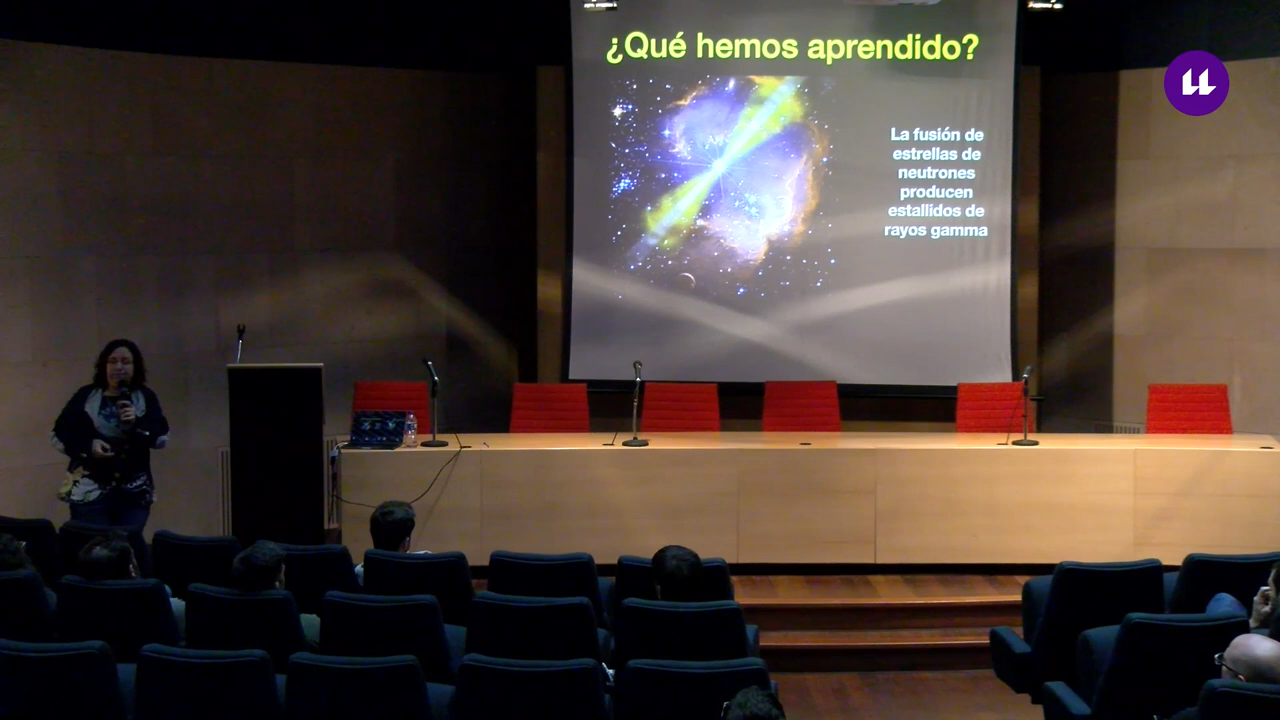 ¿Qué hemos aprendido?
La fusión de
estrellas de
neutrones
producen
estallidos de
rayos gamma